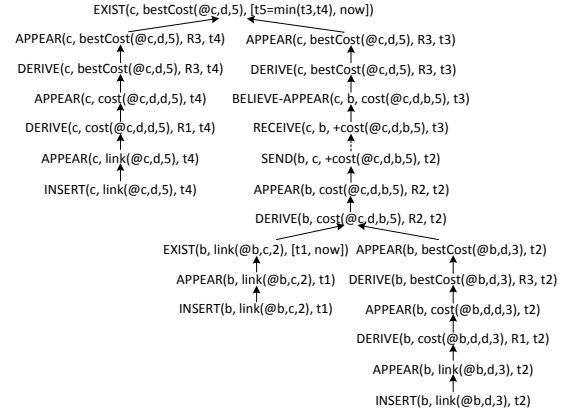 EXIST(c, bestCost(@c,d,5), [t5=min(t3,t4), now])
APPEAR(c, bestCost(@c,d,5), R3, t4)
APPEAR(c, bestCost(@c,d,5), R3, t3)
DERIVE(c, bestCost(@c,d,5), R3, t4)
DERIVE(c, bestCost(@c,d,5), R3, t3)
APPEAR(c, cost(@c,d,d,5), t4)
BELIEVE-APPEAR(c, b, cost(@c,d,b,5), t3)
DERIVE(c, cost(@c,d,d,5), R1, t4)
RECEIVE(c, b, +cost(@c,d,b,5), t3)
APPEAR(c, link(@c,d,5), t4)
SEND(b, c, +cost(@c,d,b,5), t2)
INSERT(c, link(@c,d,5), t4)
APPEAR(b, cost(@c,d,b,5), R2, t2)
DERIVE(b, cost(@c,d,b,5), R2, t2)
EXIST(b, link(@b,c,2), [t1, now])
APPEAR(b, bestCost(@b,d,3), t2)
APPEAR(b, link(@b,c,2), t1)
DERIVE(b, bestCost(@b,d,3), R3, t2)
INSERT(b, link(@b,c,2), t1)
APPEAR(b, cost(@b,d,d,3), t2)
DERIVE(b, cost(@b,d,d,3), R1, t2)
APPEAR(b, link(@b,d,3), t2)
INSERT(b, link(@b,d,3), t2)